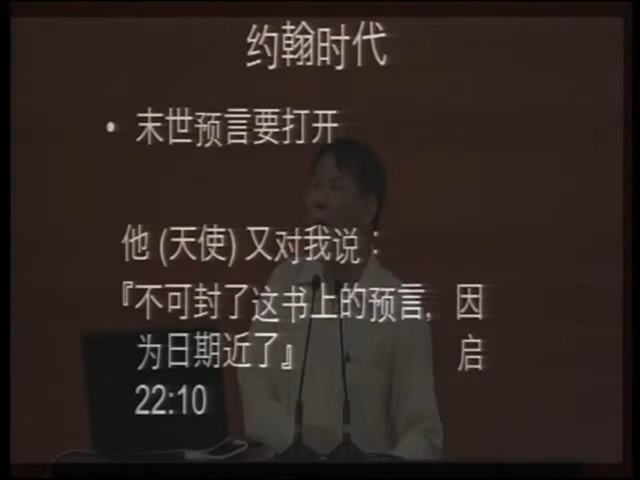 约翰时代
• 末世预言要打开
他 (天使) 又对我说：
『不可封了这书上的预言, 因
为日期近了』 启
22:10